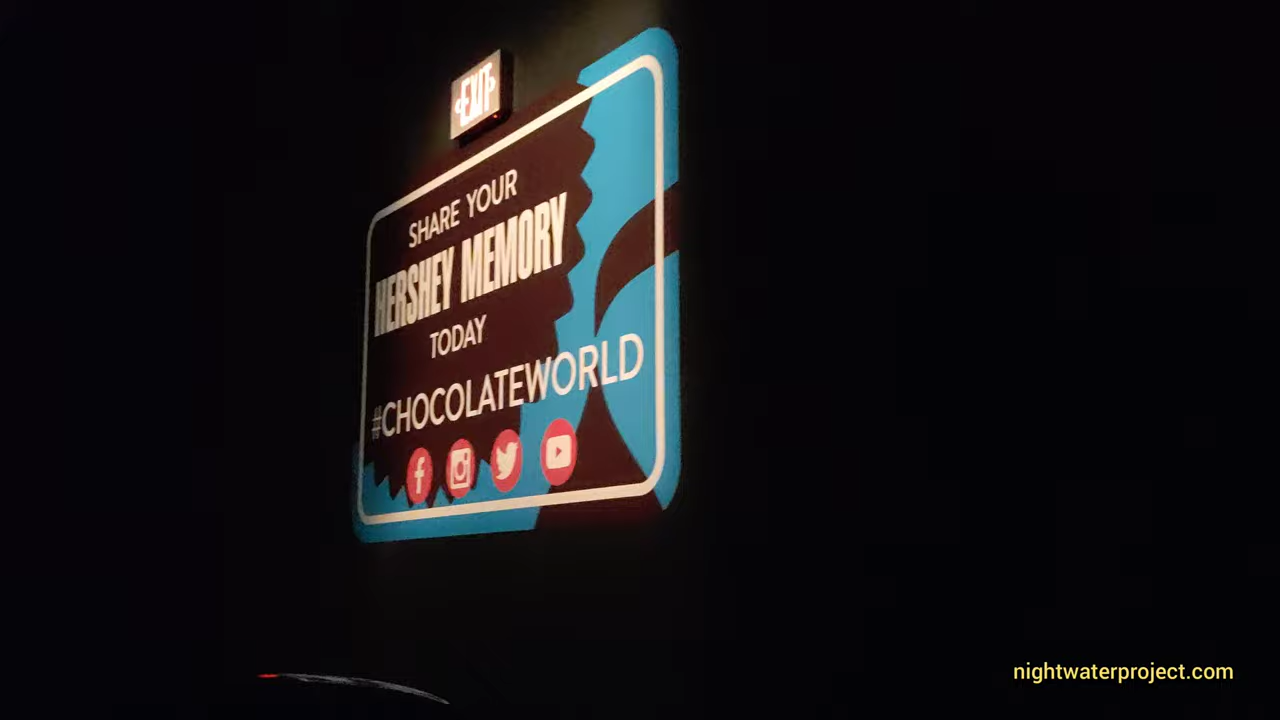 EXIT
SHARE YOUR
HERSHEY MEMORY
TODAY
#CHOCOLATEWORLD
nightwaterproject.com